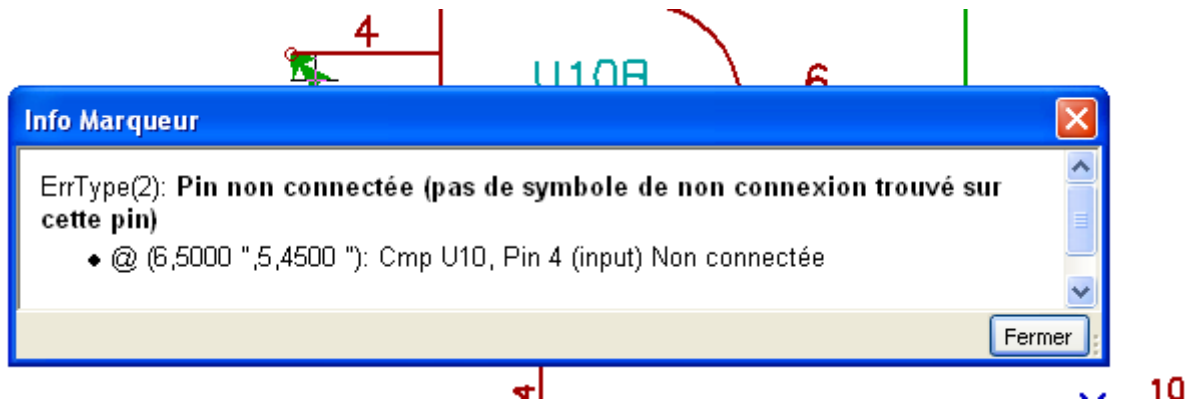 4
U10B
6
Info Marqueur
ErrType(2): Pin non connectée (pas de symbole de non connexion trouvé sur
cette pin)
@ (6,5000 ",5,4500 "): Cmp U10, Pin 4 (input) Non connectée
Fermer
10